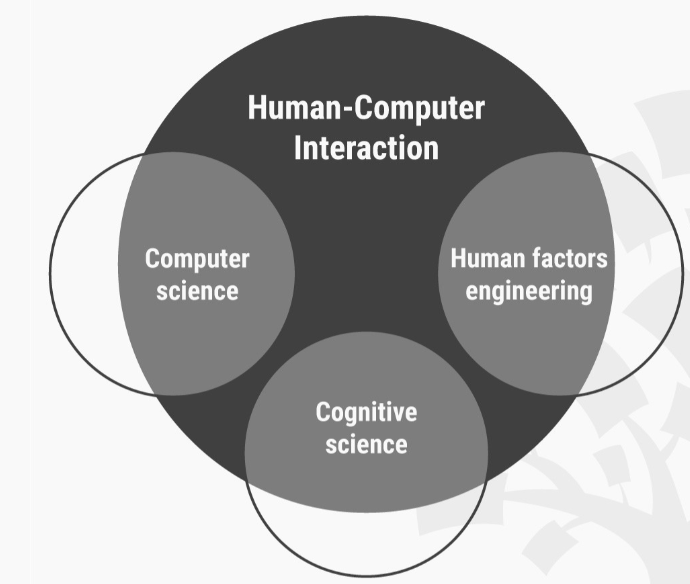 Human-Computer
Interaction
Computer
science
Human factors
engineering
Cognitive
science